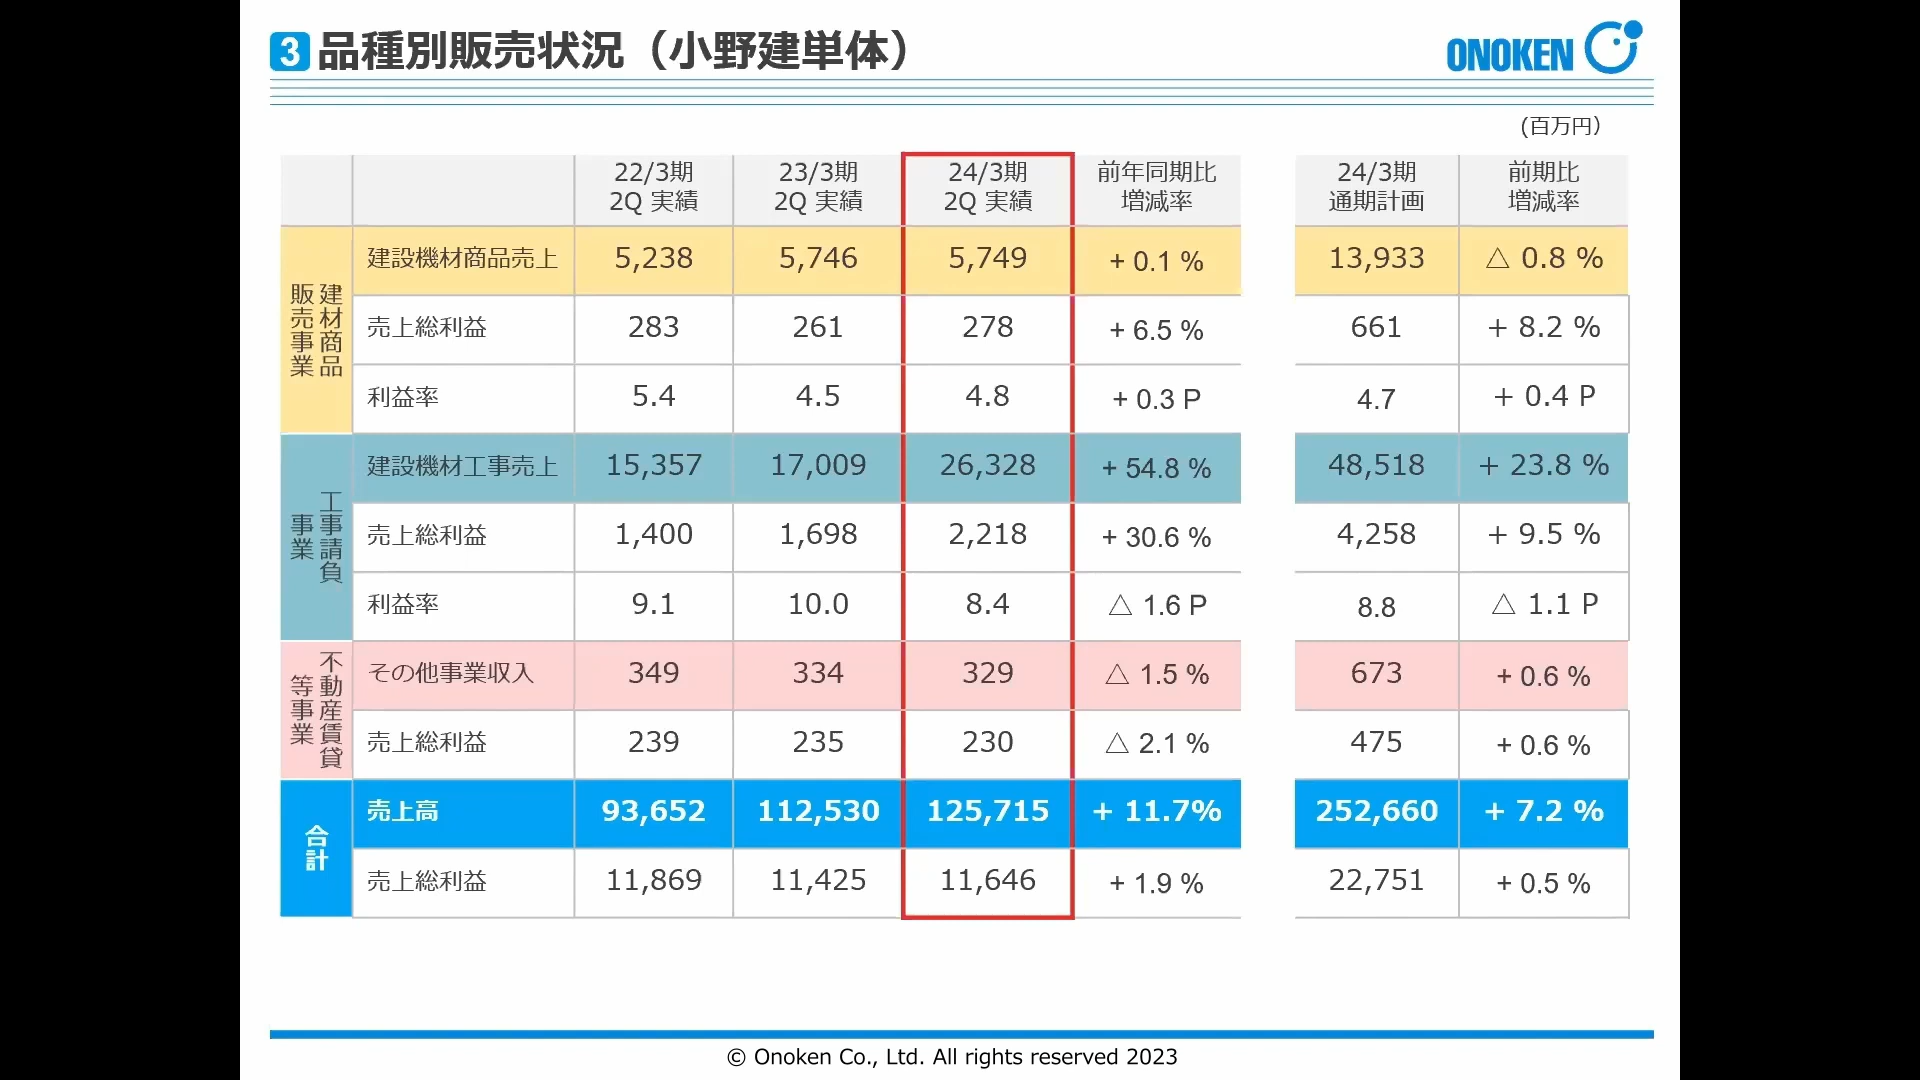 3 品種別販売状況（小野建単体）
ONOKEN
(百万円)
22/3期 2Q 実績 23/3期 2Q 実績 24/3期 2Q 実績 前年同期比 増減率 24/3期 通期計画 前期比 増減率
建材商品販売事業
建設機材商品売上 5,238 5,746 5,749 + 0.1 % 13,933 △ 0.8 %
売上総利益 283 261 278 + 6.5 % 661 + 8.2 %
利益率 5.4 4.5 4.8 + 0.3 P 4.7 + 0.4 P
工事請負事業
建設機材工事売上 15,357 17,009 26,328 + 54.8 % 48,518 + 23.8 %
売上総利益 1,400 1,698 2,218 + 30.6 % 4,258 + 9.5 %
利益率 9.1 10.0 8.4 △ 1.6 P 8.8 △ 1.1 P
不動産賃貸等事業
その他事業収入 349 334 329 △ 1.5 % 673 + 0.6 %
売上総利益 239 235 230 △ 2.1 % 475 + 0.6 %
合計
売上高 93,652 112,530 125,715 + 11.7% 252,660 + 7.2 %
売上総利益 11,869 11,425 11,646 + 1.9 % 22,751 + 0.5 %
© Onoken Co., Ltd. All rights reserved 2023